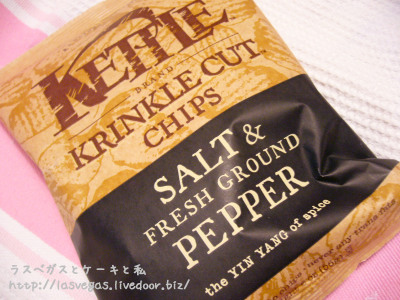 KETTLE
BRAND
KRINKLE CUT
CHIPS
SALT &
FRESH GROUND
PEPPER
the YIN YANG of spice
ラスベガスとケーキと私
http://lasvegas.livedoor.biz/